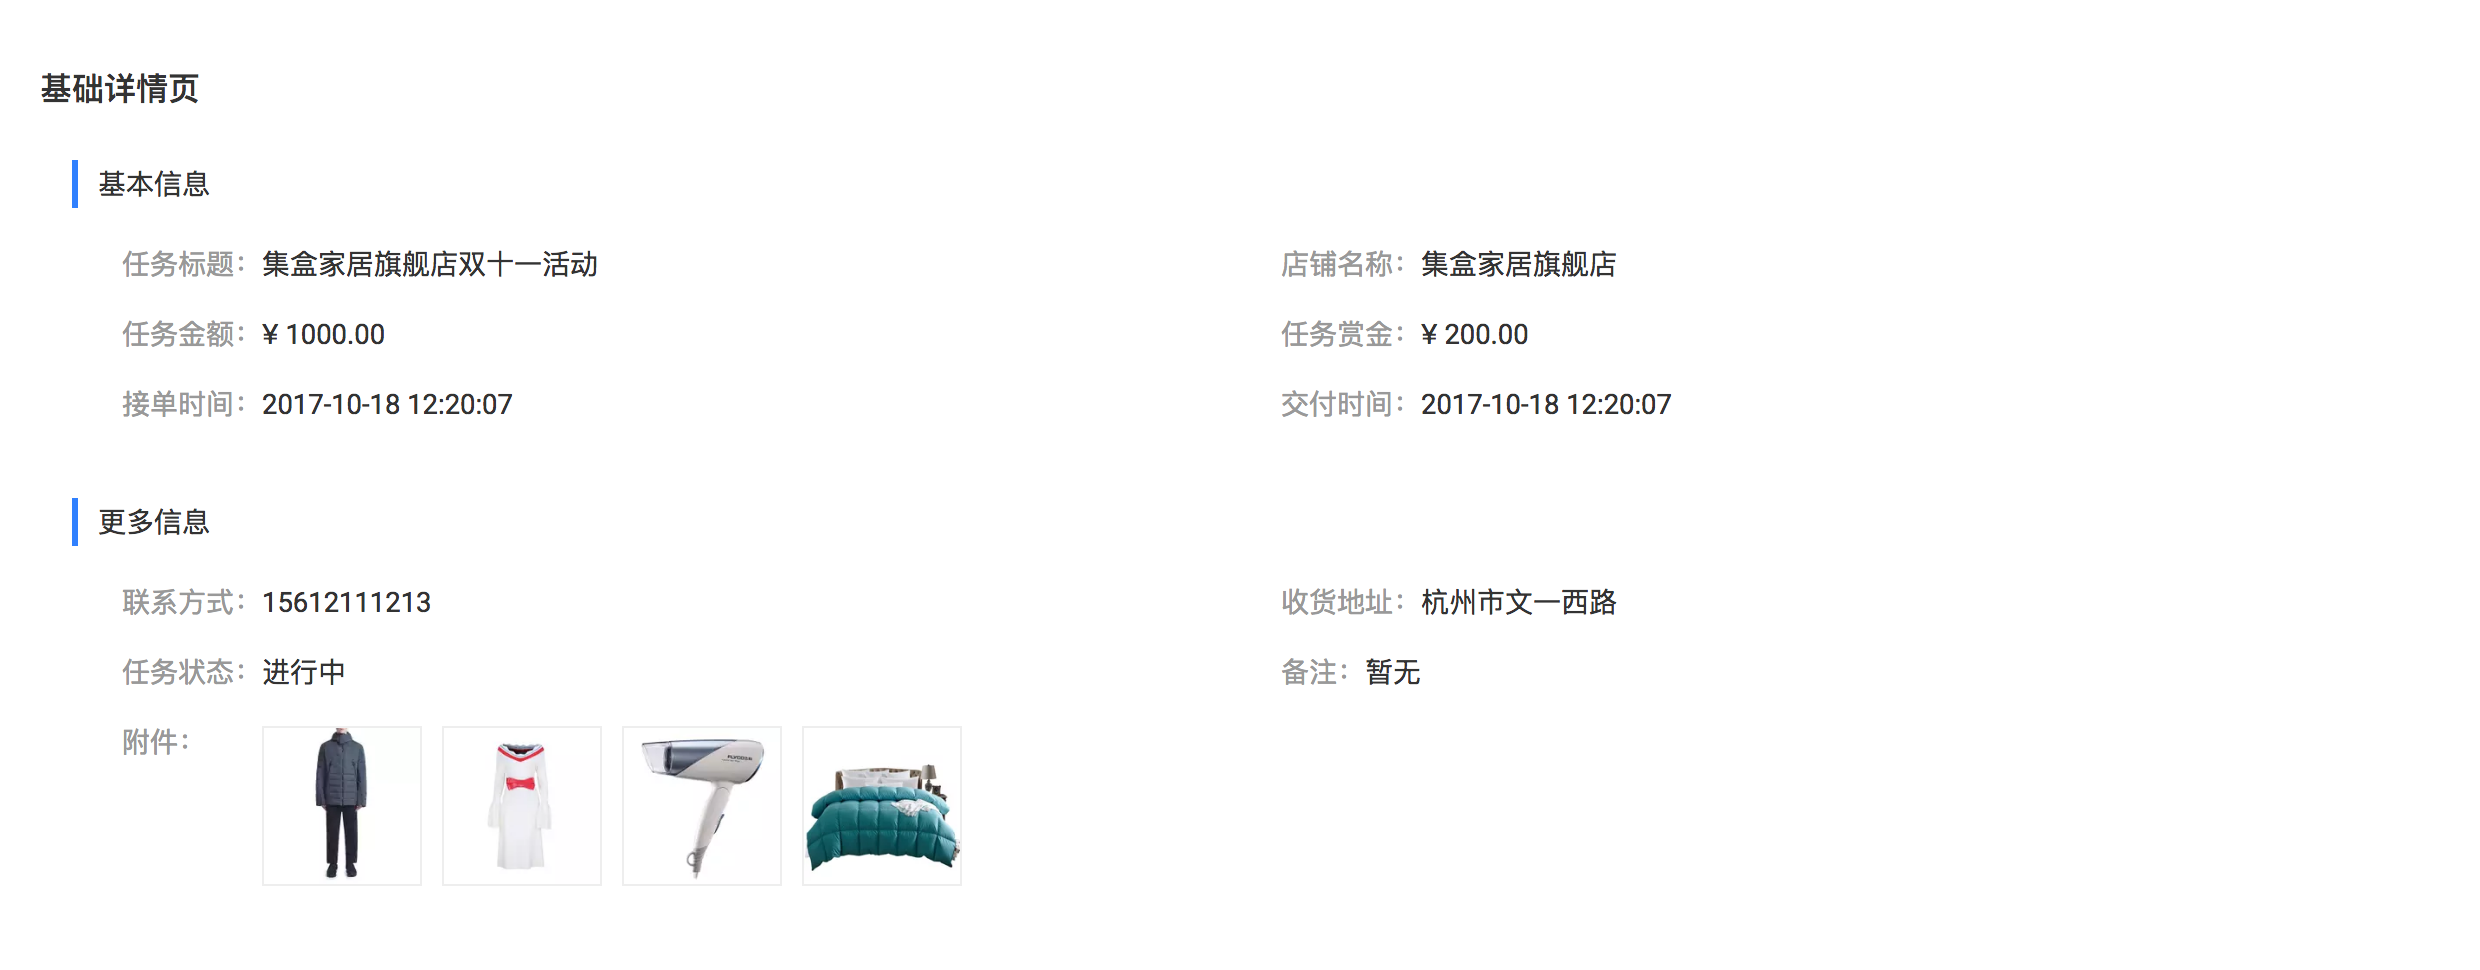 基础详情页
基本信息
任务标题：集盒家居旗舰店双十一活动
店铺名称：集盒家居旗舰店
任务金额：¥ 1000.00
任务赏金：¥ 200.00
接单时间：2017-10-18 12:20:07
交付时间：2017-10-18 12:20:07
更多信息
联系方式：15612111213
收货地址：杭州市文一西路
任务状态：进行中
备注：暂无
附件：